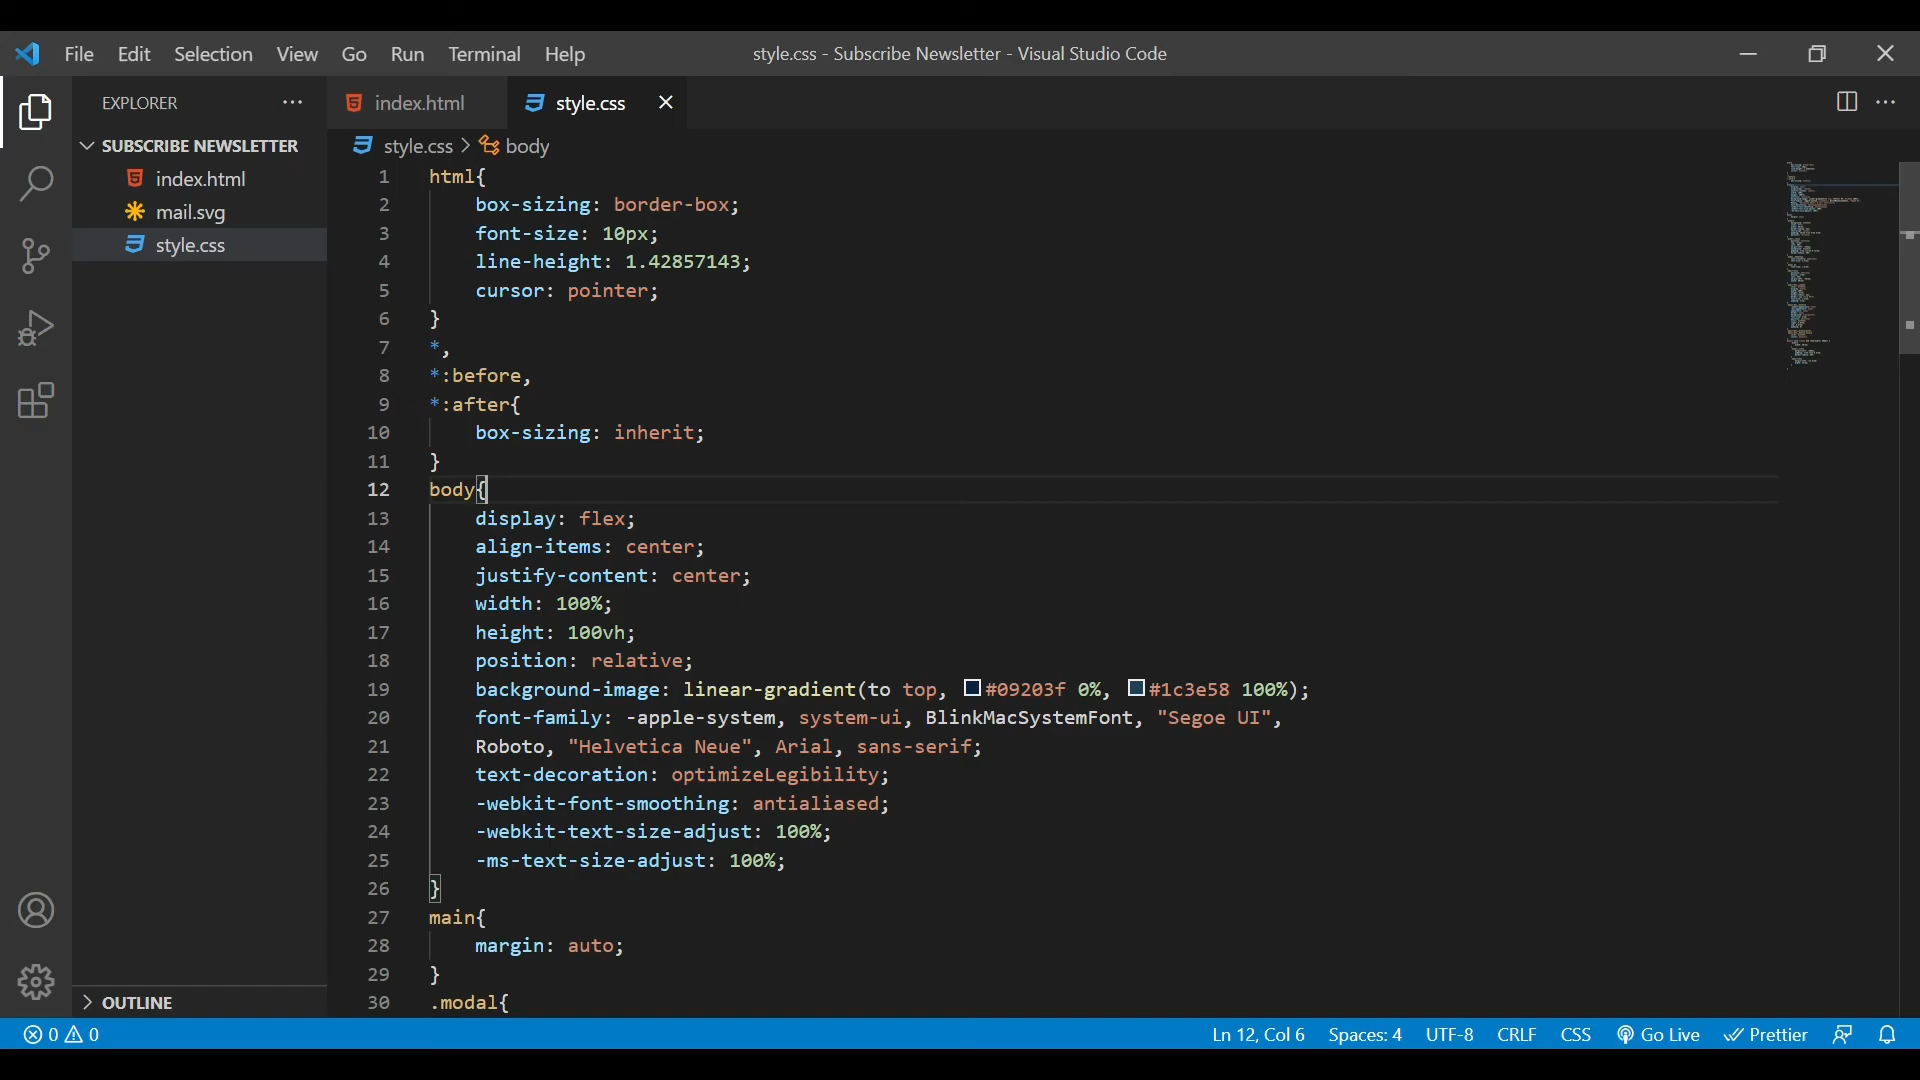 File Edit Selection View Go Run Terminal Help
style.css - Subscribe Newsletter - Visual Studio Code
EXPLORER
SUBSCRIBE NEWSLETTER
index.html
mail.svg
style.css
OUTLINE
index.html
style.css
style.css > body
1 html{
2 box-sizing: border-box;
3 font-size: 10px;
4 line-height: 1.42857143;
5 cursor: pointer;
6 }
7 *,
8 *:before,
9 *:after{
10 box-sizing: inherit;
11 }
12 body{
13 display: flex;
14 align-items: center;
15 justify-content: center;
16 width: 100%;
17 height: 100vh;
18 position: relative;
19 background-image: linear-gradient(to top, #09203f 0%, #1c3e58 100%);
20 font-family: -apple-system, system-ui, BlinkMacSystemFont, "Segoe UI",
21 Roboto, "Helvetica Neue", Arial, sans-serif;
22 text-decoration: optimizeLegibility;
23 -webkit-font-smoothing: antialiased;
24 -webkit-text-size-adjust: 100%;
25 -ms-text-size-adjust: 100%;
26 }
27 main{
28 margin: auto;
29 }
30 .modal{
0 0
Ln 12, Col 6 Spaces: 4 UTF-8 CRLF CSS Go Live Prettier